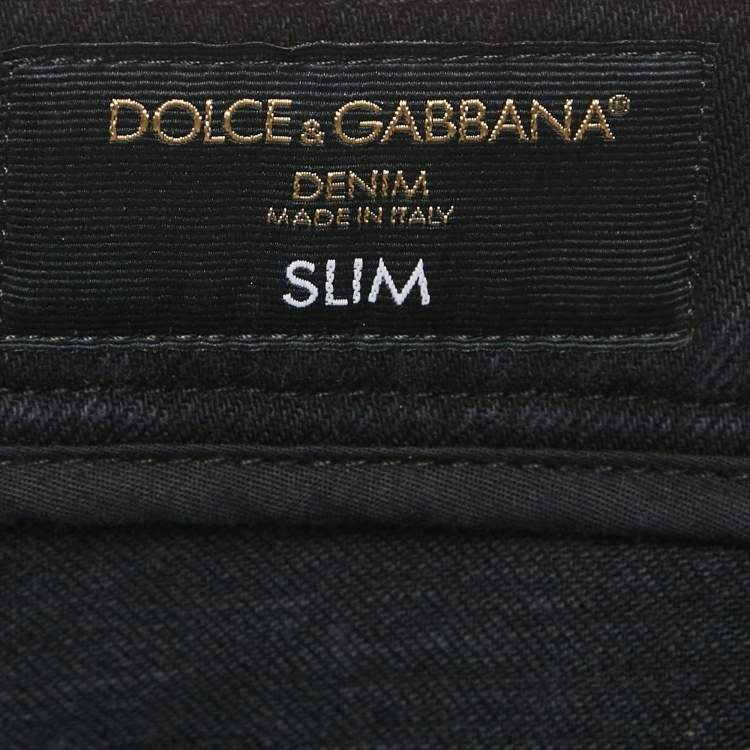 DOLCE & GABBANA®
DENIM
MADE IN ITALY
SLIM